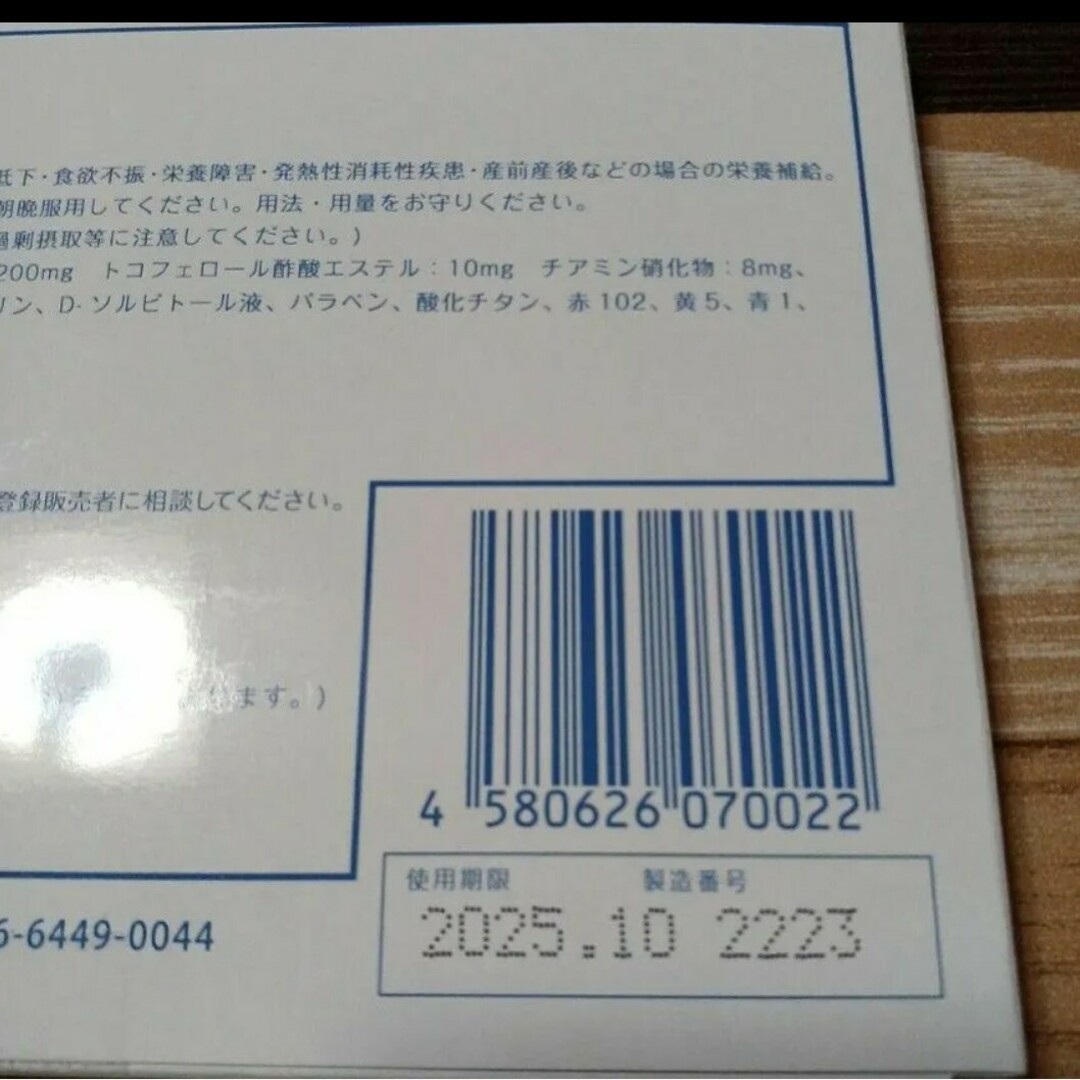 低下・食欲不振・栄養障害・発熱性消耗性疾患・産前産後などの場合の栄養補給。
朝晩服用してください。用法・用量をお守りください。
過剰摂取等に注意してください。)
200mg トコフェロール酢酸エステル：10mg チアミン硝化物：8mg、
リン、D-ソルビトール液、パラベン、酸化チタン、赤102、黄5、青1、
登録販売者に相談してください。
ます。)
4 580626 070022
使用期限 製造番号
2025.10 2223
6-6449-0044